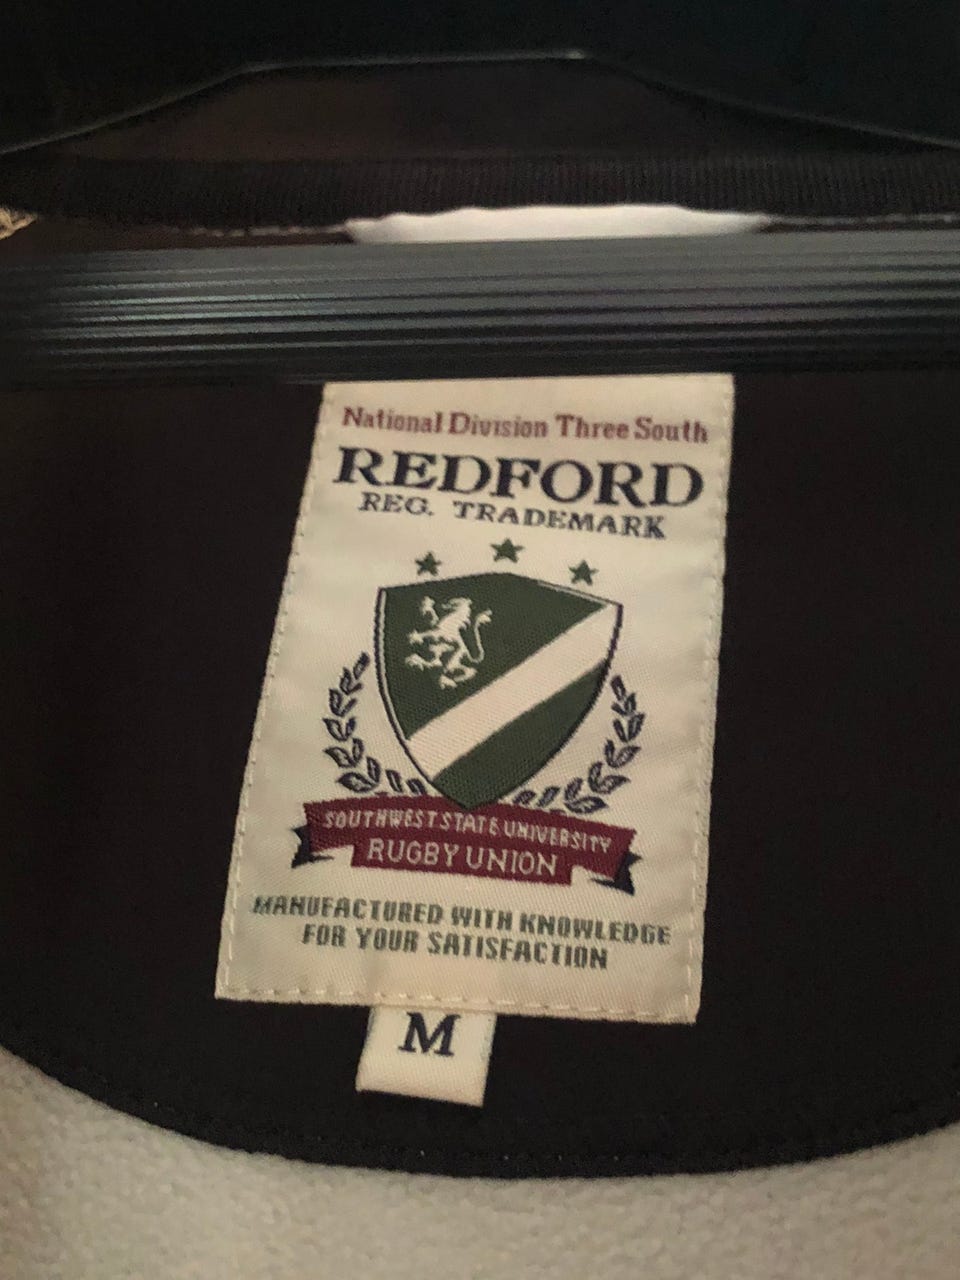 National Division Three South
REDFORD
REG. TRADEMARK
SOUTHWEST STATE UNIVERSITY
RUGBY UNION
MANUFACTURED WITH KNOWLEDGE
FOR YOUR SATISFACTION
M